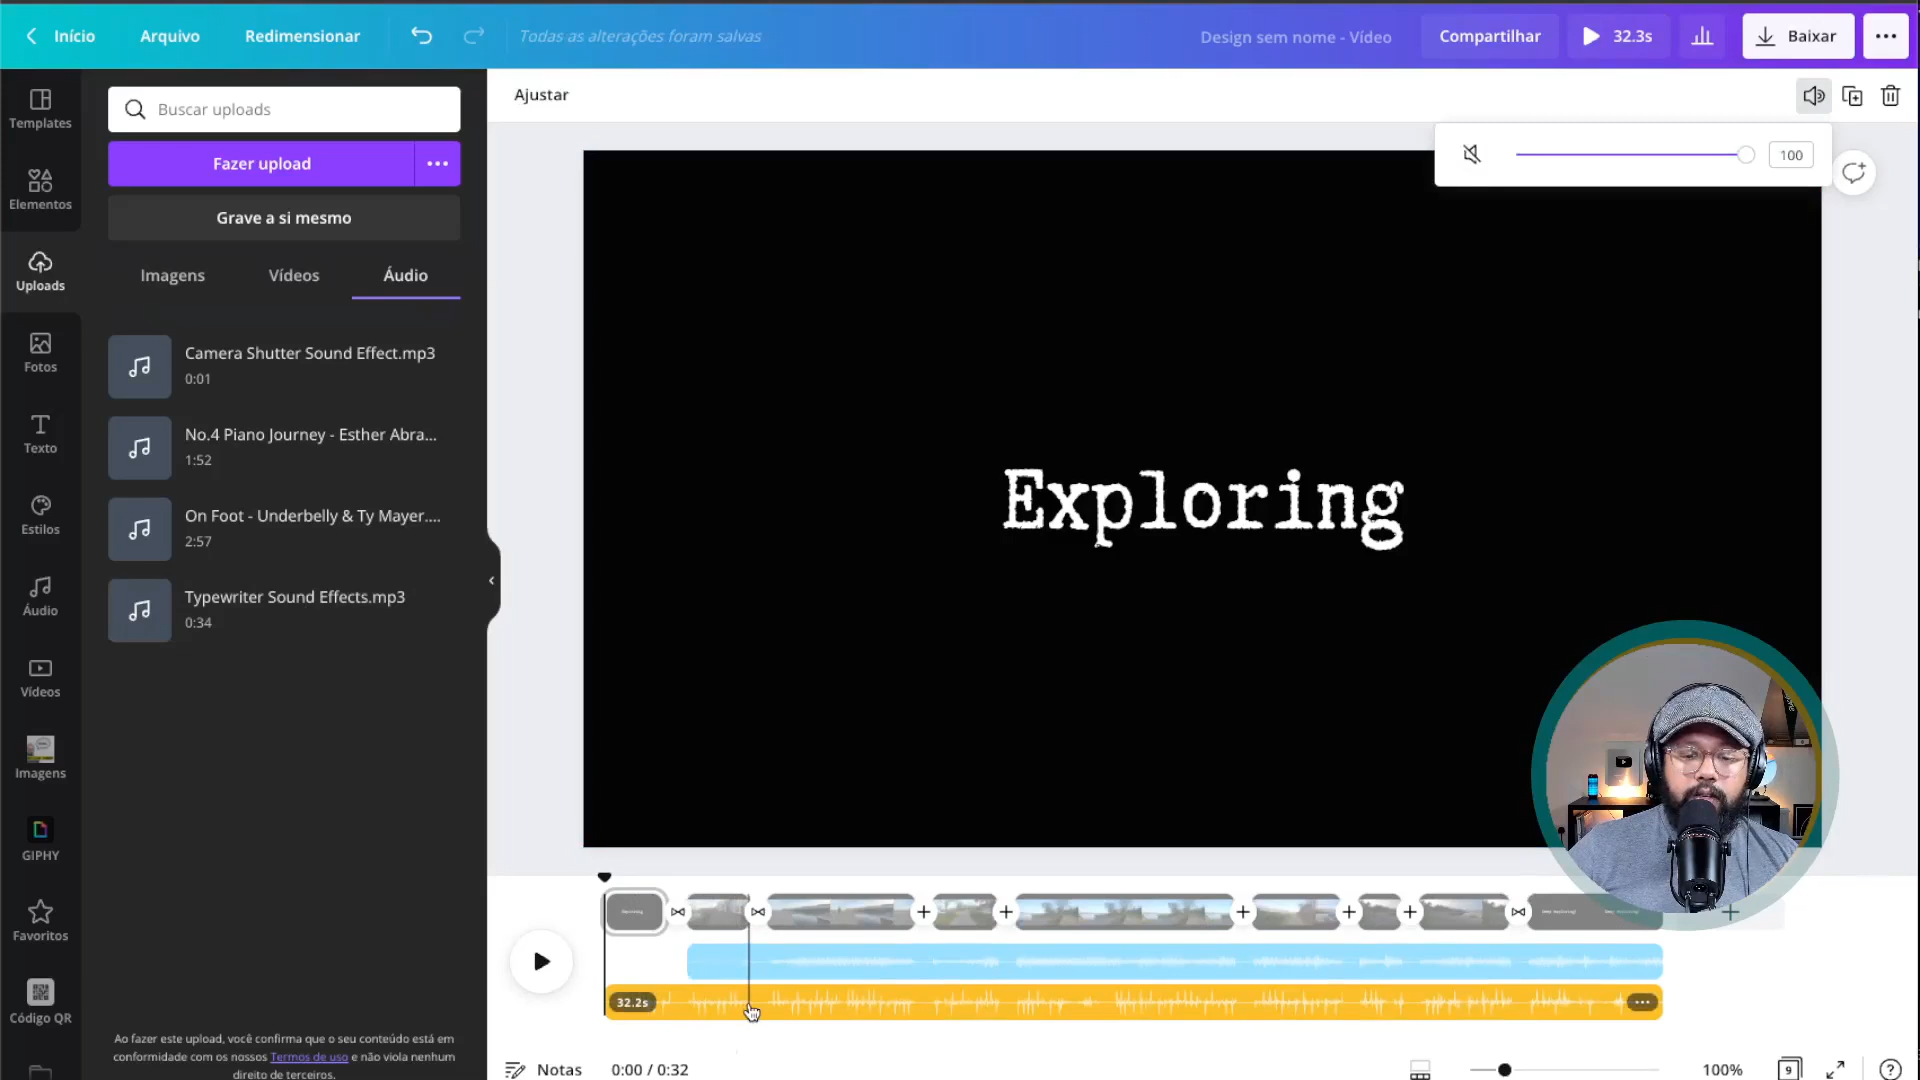 Início
Arquivo
Redimensionar
Todas as alterações foram salvas
Design sem nome - Vídeo
Compartilhar
32.3s
Baixar
Templates
Elementos
Uploads
Fotos
Texto
Estilos
Áudio
Vídeos
Imagens
GIPHY
Favoritos
Código QR
Buscar uploads
Fazer upload
Grave a si mesmo
Imagens
Vídeos
Áudio
Camera Shutter Sound Effect.mp3
0:01
No.4 Piano Journey - Esther Abra...
1:52
On Foot - Underbelly & Ty Mayer....
2:57
Typewriter Sound Effects.mp3
0:34
Ao fazer este upload, você confirma que o seu conteúdo está em
conformidade com os nossos Termos de uso e não viola nenhum
direito de terceiros.
Ajustar
100
Exploring
32.2s
Notas
0:00 / 0:32
100%
9